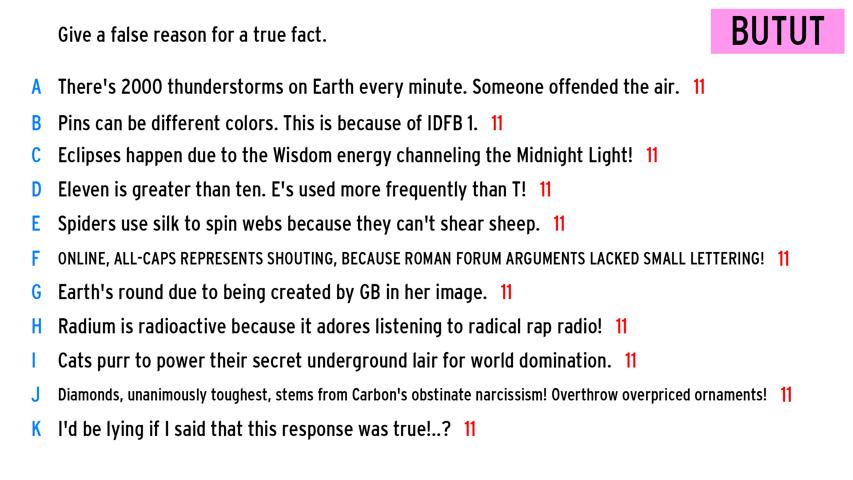 Give a false reason for a true fact.
BUTUT
A There's 2000 thunderstorms on Earth every minute. Someone offended the air. 11
B Pins can be different colors. This is because of IDFB 1. 11
C Eclipses happen due to the Wisdom energy channeling the Midnight Light! 11
D Eleven is greater than ten. E's used more frequently than T! 11
E Spiders use silk to spin webs because they can't shear sheep. 11
F ONLINE, ALL-CAPS REPRESENTS SHOUTING, BECAUSE ROMAN FORUM ARGUMENTS LACKED SMALL LETTERING! 11
G Earth's round due to being created by GB in her image. 11
H Radium is radioactive because it adores listening to radical rap radio! 11
I Cats purr to power their secret underground lair for world domination. 11
J Diamonds, unanimously toughest, stems from Carbon's obstinate narcissism! Overthrow overpriced ornaments! 11
K I'd be lying if I said that this response was true!..? 11